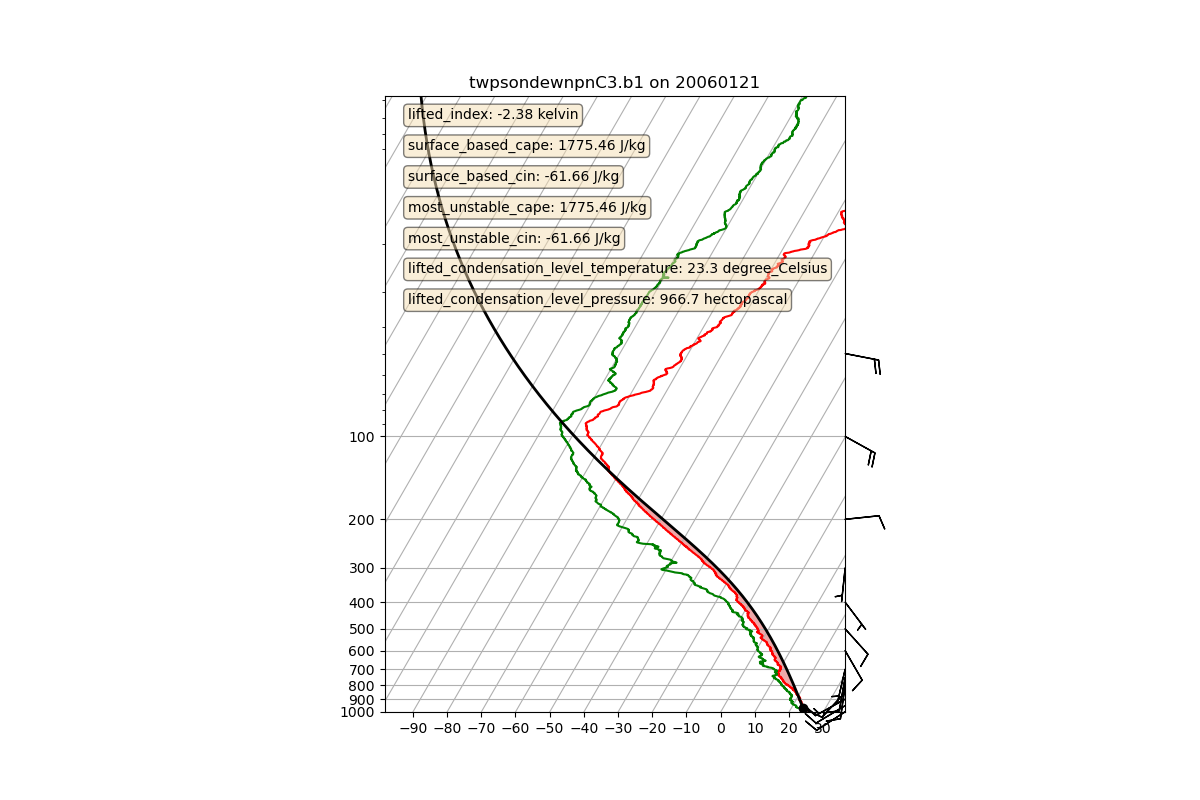 twpsondewnpnC3.b1 on 20060121
lifted_index: -2.38 kelvin
surface_based_cape: 1775.46 J/kg
surface_based_cin: -61.66 J/kg
most_unstable_cape: 1775.46 J/kg
most_unstable_cin: -61.66 J/kg
lifted_condensation_level_temperature: 23.3 degree_Celsius
lifted_condensation_level_pressure: 966.7 hectopascal
100
200
300
400
500
600
700
800
900
1000
−90 −80 −70 −60 −50 −40 −30 −20 −10 0 10 20 30